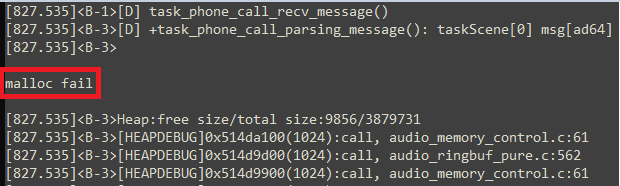 [827.535]<B-1>[D] task_phone_call_recv_message()
[827.535]<B-3>[D] +task_phone_call_parsing_message(): taskScene[0] msg[ad64]
[827.535]<B-3>
malloc fail
[827.535]<B-3>Heap:free size/total size:9856/3879731
[827.535]<B-3>[HEAPDEBUG]0x514da100(1024):call, audio_memory_control.c:61
[827.535]<B-3>[HEAPDEBUG]0x514d9d00(1024):call, audio_ringbuf_pure.c:562
[827.535]<B-3>[HEAPDEBUG]0x514d9900(1024):call, audio_memory_control.c:61